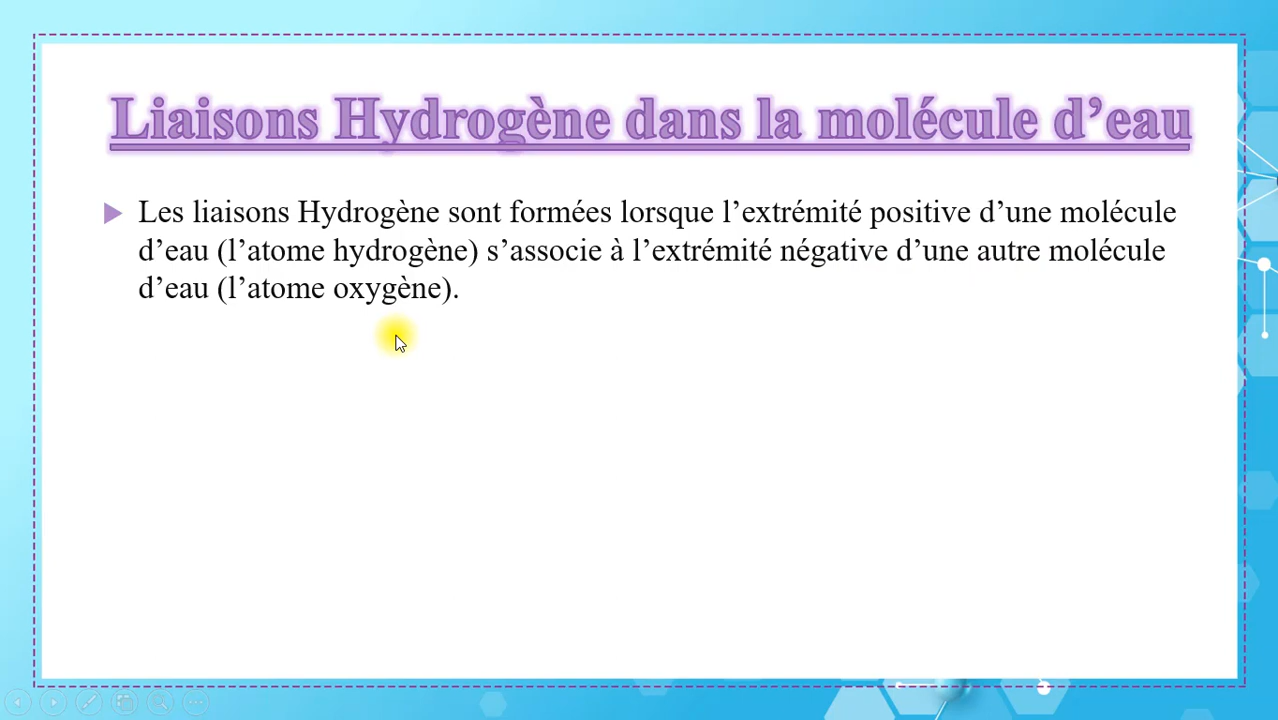 Liaisons Hydrogène dans la molécule d’eau
Les liaisons Hydrogène sont formées lorsque l’extrémité positive d’une molécule
d’eau (l’atome hydrogène) s’associe à l’extrémité négative d’une autre molécule
d’eau (l’atome oxygène).